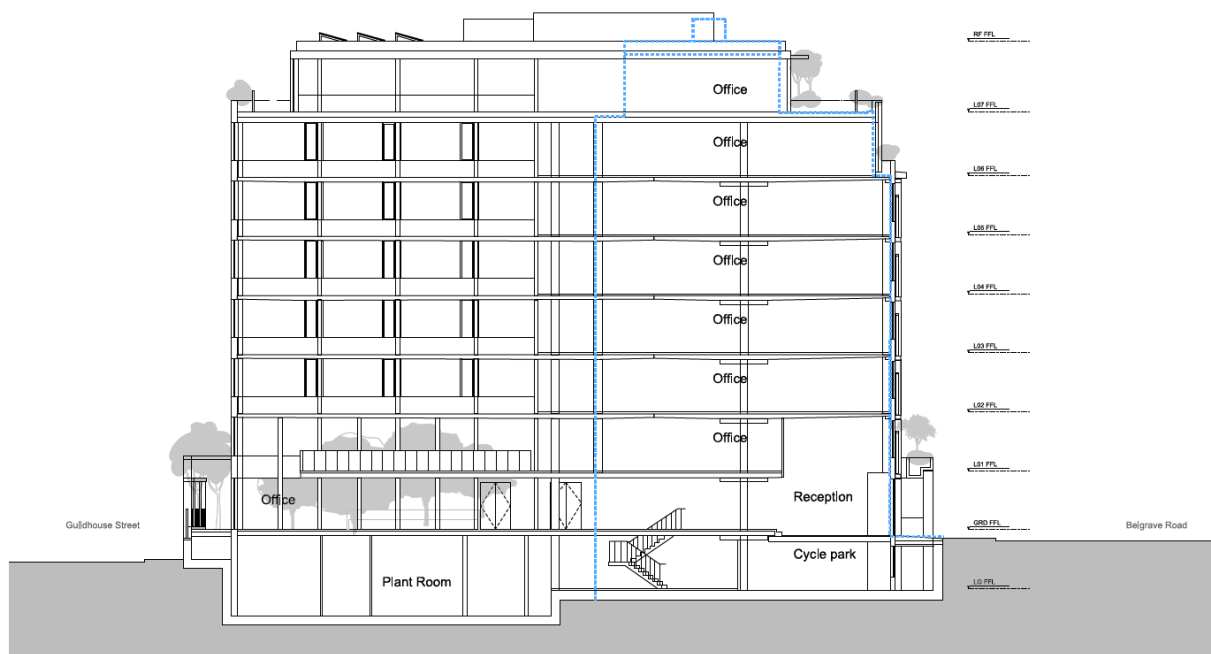 RF FFL
Office
L07 FFL
Office
L06 FFL
Office
L05 FFL
Office
L04 FFL
Office
L03 FFL
Office
L02 FFL
Office
L01 FFL
Office
Reception
Guildhouse Street
GRD FFL
Belgrave Road
Cycle park
Plant Room
LG FFL